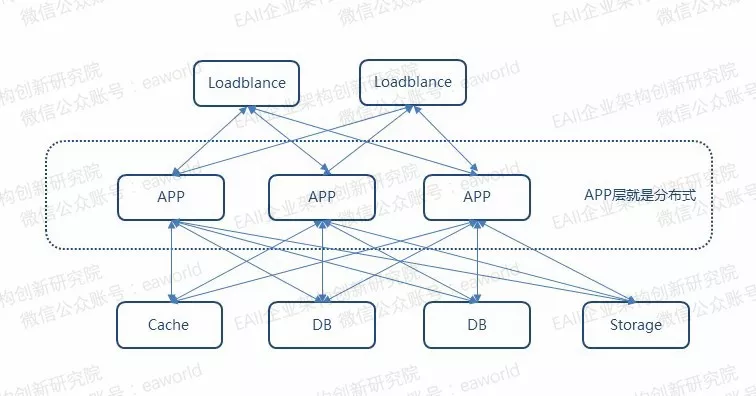 EAII企业架构创新研究院
微信公众账号：eaworld
Loadblance
Loadblance
APP
APP
APP
APP层就是分布式
Cache
DB
DB
Storage